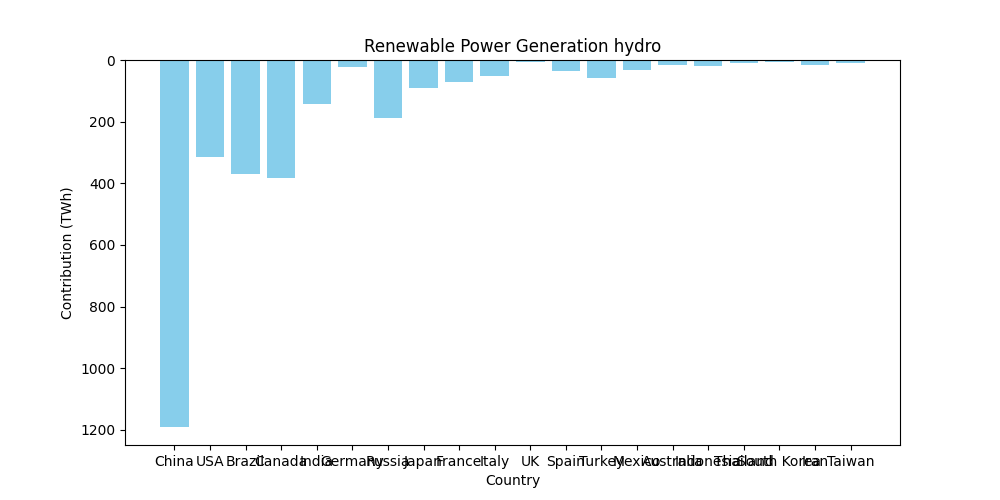 Renewable Power Generation hydro
0
200
400
600
800
1000
1200
Contribution (TWh)
China USA Brazil Canada India Germany Russia Japan France Italy UK Spain Turkey Mexico Australia Indonesia Thailand South Korea Iran Taiwan
Country